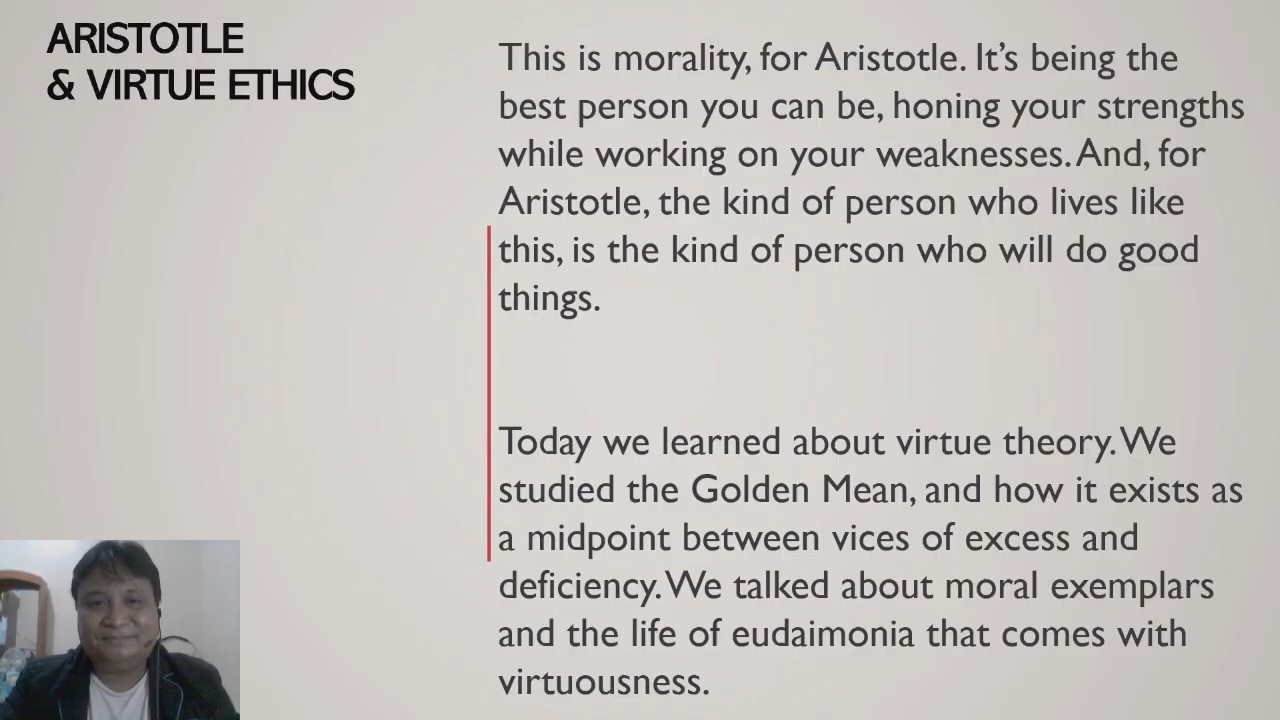 ARISTOTLE
& VIRTUE ETHICS
This is morality, for Aristotle. It’s being the
best person you can be, honing your strengths
while working on your weaknesses. And, for
Aristotle, the kind of person who lives like
this, is the kind of person who will do good
things.
Today we learned about virtue theory. We
studied the Golden Mean, and how it exists as
a midpoint between vices of excess and
deficiency. We talked about moral exemplars
and the life of eudaimonia that comes with
virtuousness.